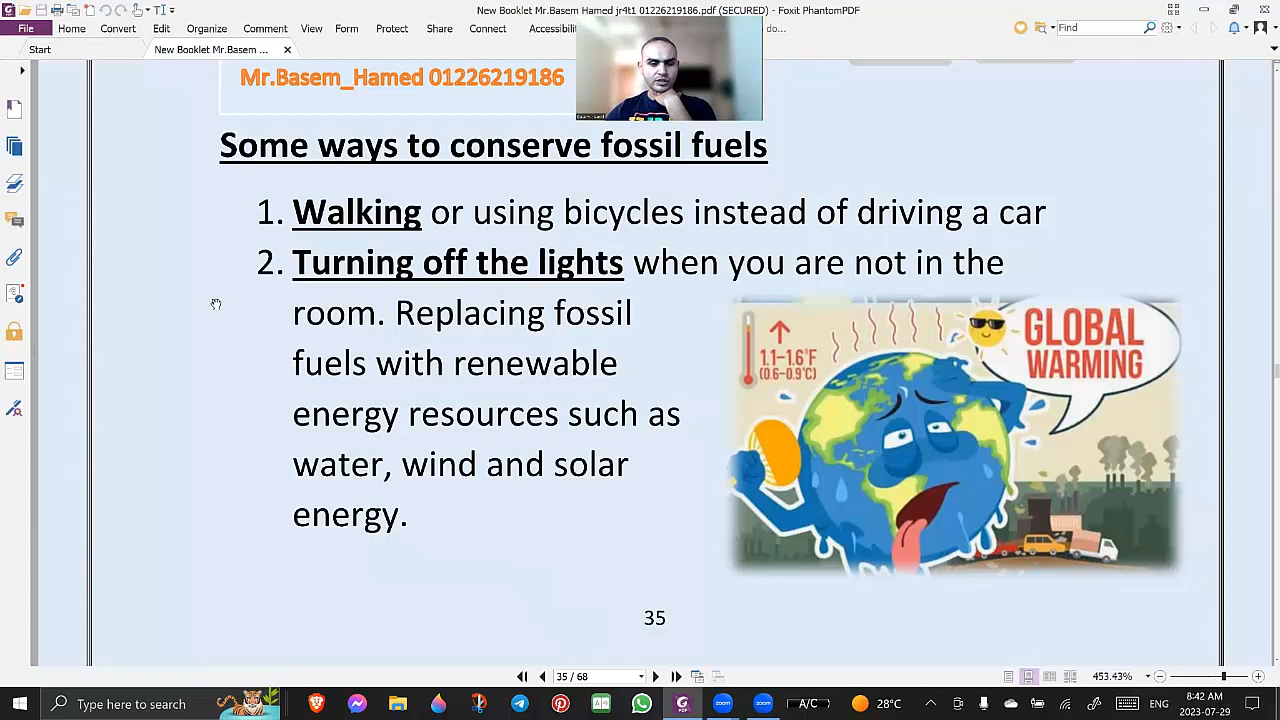 New Booklet Mr.Basem Hamed jr4t1 01226219186.pdf (SECURED) - Foxit PhantomPDF
File Home Convert Edit Organize Comment View Form Protect Share Connect Accessibili do... Find
Start New Booklet Mr.Basem ...
Mr.Basem_Hamed 01226219186
Some ways to conserve fossil fuels
1. Walking or using bicycles instead of driving a car
2. Turning off the lights when you are not in the
room. Replacing fossil
fuels with renewable
energy resources such as
water, wind and solar
energy.
1.1-1.6°F
(0.6-0.9°C)
GLOBAL
WARMING
35
35 / 68
453.43%
Type here to search
A/C
28°C
ENG
8:42 AM
2023-07-29